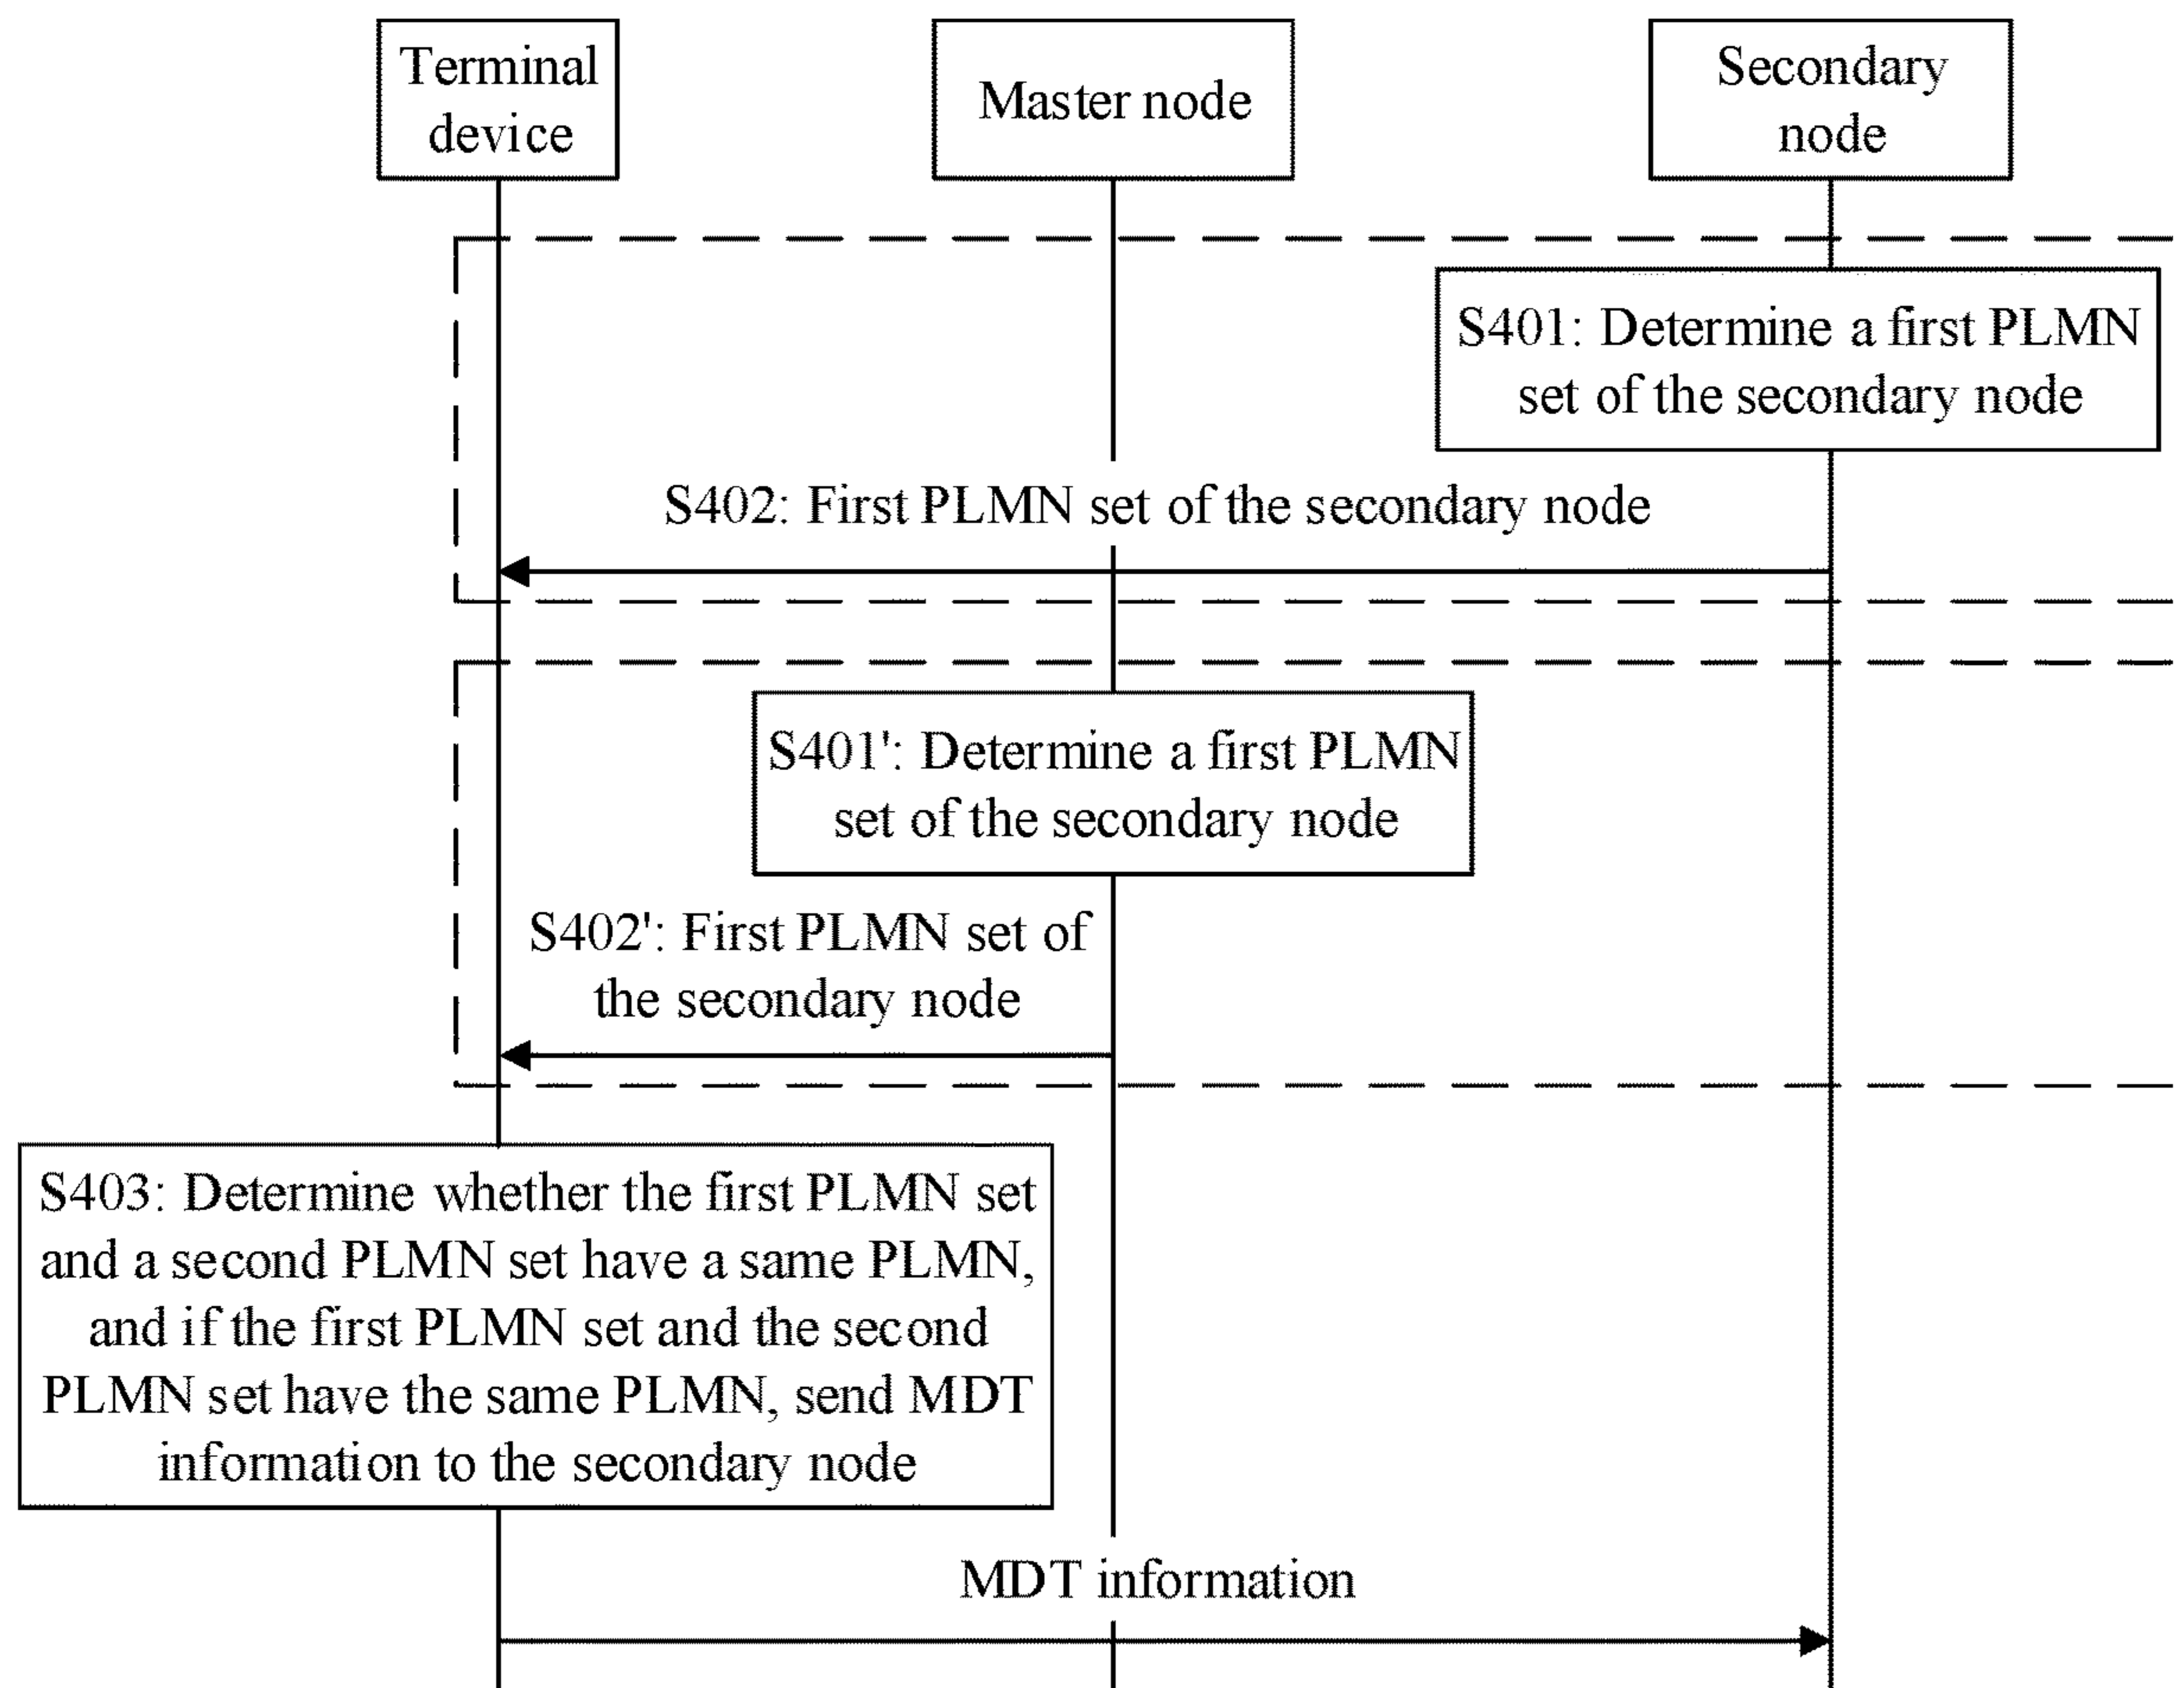 Terminal
device
Master node
Secondary
node
S401: Determine a first PLMN
set of the secondary node
S402: First PLMN set of the secondary node
S401': Determine a first PLMN
set of the secondary node
S402': First PLMN set of
the secondary node
S403: Determine whether the first PLMN set
and a second PLMN set have a same PLMN,
and if the first PLMN set and the second
PLMN set have the same PLMN, send MDT
information to the secondary node
MDT information